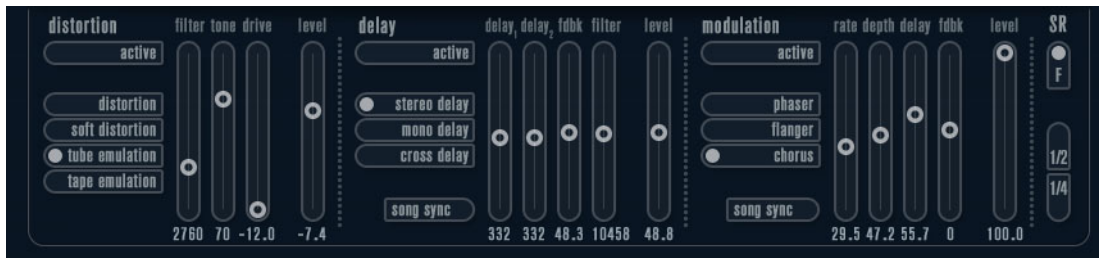 distortion filter tone drive level delay delay1 delay2 fdbk filter level modulation rate depth delay fdbk level SR
active active active
F
distortion stereo delay phaser
soft distortion mono delay flanger
tube emulation cross delay chorus 1/2
tape emulation 1/4
song sync song sync
2760 70 -12.0 -7.4 332 332 48.3 10458 48.8 29.5 47.2 55.7 0 100.0